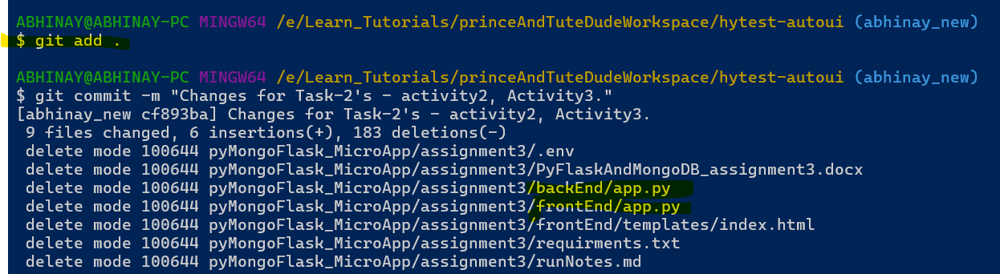 ABHINAY@ABHINAY-PC MINGW64 /e/Learn_Tutorials/princeAndTuteDudeWorkspace/hytest-autoui (abhinay_new)
$ git add .
ABHINAY@ABHINAY-PC MINGW64 /e/Learn_Tutorials/princeAndTuteDudeWorkspace/hytest-autoui (abhinay_new)
$ git commit -m "Changes for Task-2's - activity2, Activity3."
[abhinay_new cf893ba] Changes for Task-2's - activity2, Activity3.
 9 files changed, 6 insertions(+), 183 deletions(-)
 delete mode 100644 pyMongoFlask_MicroApp/assignment3/.env
 delete mode 100644 pyMongoFlask_MicroApp/assignment3/PyFlaskAndMongoDB_assignment3.docx
 delete mode 100644 pyMongoFlask_MicroApp/assignment3/backEnd/app.py
 delete mode 100644 pyMongoFlask_MicroApp/assignment3/frontEnd/app.py
 delete mode 100644 pyMongoFlask_MicroApp/assignment3/frontEnd/templates/index.html
 delete mode 100644 pyMongoFlask_MicroApp/assignment3/requirments.txt
 delete mode 100644 pyMongoFlask_MicroApp/assignment3/runNotes.md